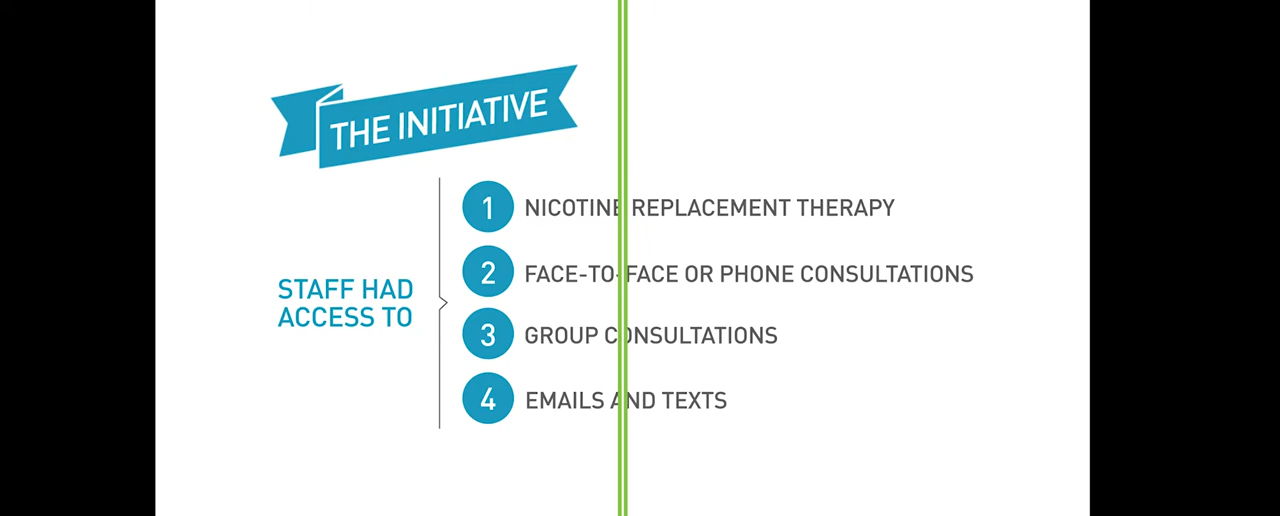 THE INITIATIVE
STAFF HAD
ACCESS TO
1 NICOTINE REPLACEMENT THERAPY
2 FACE-TO-FACE OR PHONE CONSULTATIONS
3 GROUP CONSULTATIONS
4 EMAILS AND TEXTS